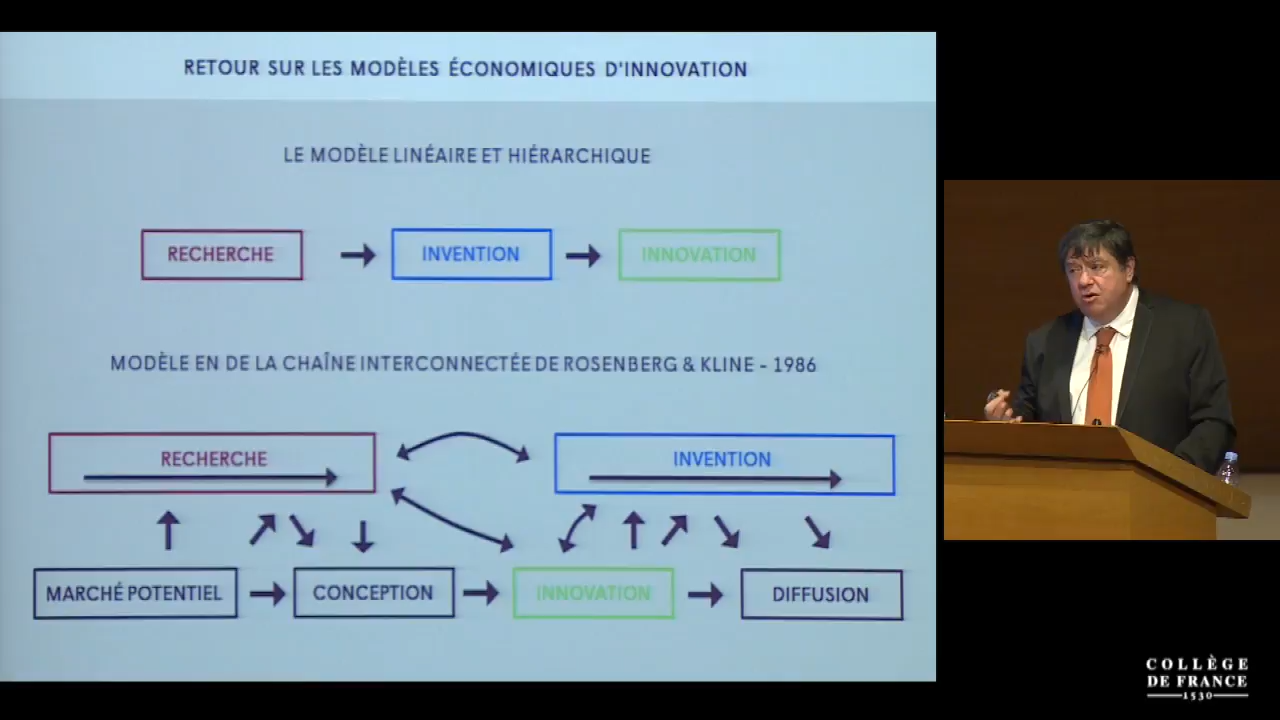 RETOUR SUR LES MODÈLES ÉCONOMIQUES D'INNOVATION
LE MODÈLE LINÉAIRE ET HIÉRARCHIQUE
RECHERCHE
INVENTION
INNOVATION
MODÈLE EN DE LA CHAÎNE INTERCONNECTÉE DE ROSENBERG & KLINE - 1986
RECHERCHE
INVENTION
MARCHÉ POTENTIEL
CONCEPTION
INNOVATION
DIFFUSION
COLLÈGE
DE FRANCE
1530